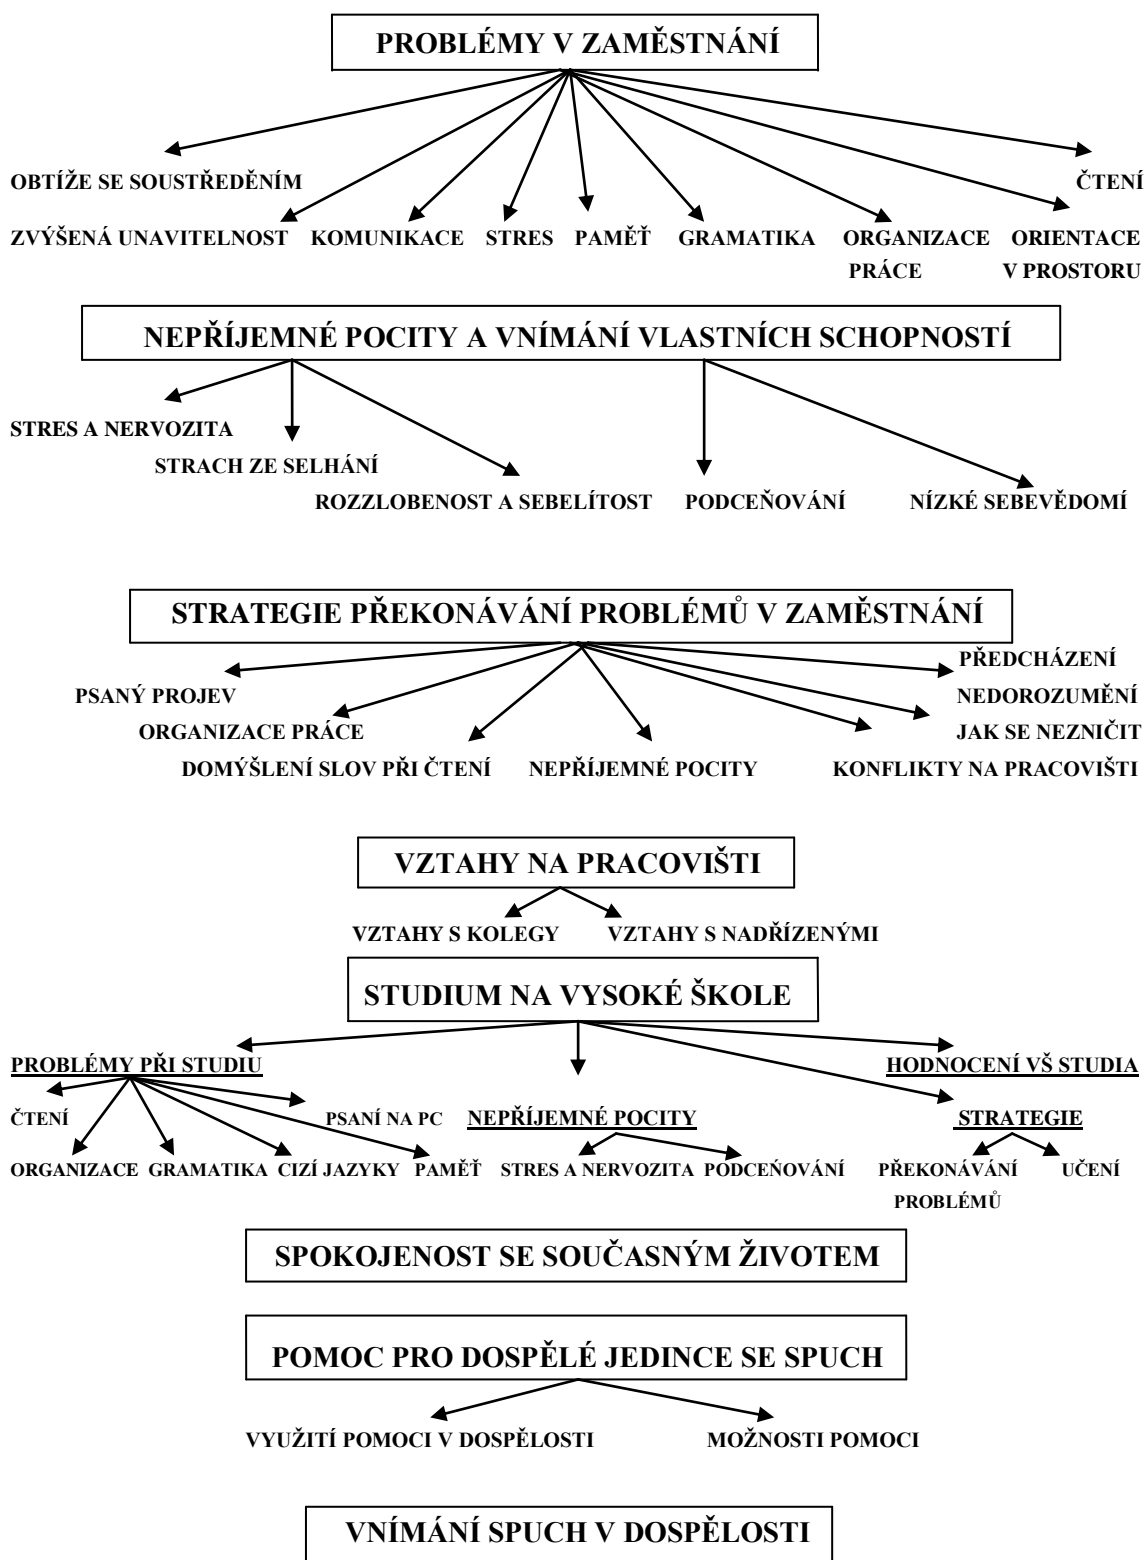 PROBLÉMY V ZAMĚSTNÁNÍ
OBTÍŽE SE SOUSTŘEDĚNÍM ČTENÍ
ZVÝŠENÁ UNAVITELNOST KOMUNIKACE STRES PAMĚŤ GRAMATIKA ORGANIZACE ORIENTACE
PRÁCE V PROSTORU
NEPŘÍJEMNÉ POCITY A VNÍMÁNÍ VLASTNÍCH SCHOPNOSTÍ
STRES A NERVOZITA
STRACH ZE SELHÁNÍ
ROZZLOBENOST A SEBELÍTOST PODCEŇOVÁNÍ NÍZKÉ SEBEVĚDOMÍ
STRATEGIE PŘEKONÁVÁNÍ PROBLÉMŮ V ZAMĚSTNÁNÍ
PŘEDCHÁZENÍ
PSANÝ PROJEV NEDOROZUMĚNÍ
ORGANIZACE PRÁCE JAK SE NEZNIČIT
DOMÝŠLENÍ SLOV PŘI ČTENÍ NEPŘÍJEMNÉ POCITY KONFLIKTY NA PRACOVIŠTI
VZTAHY NA PRACOVIŠTI
VZTAHY S KOLEGY VZTAHY S NADŘÍZENÝMI
STUDIUM NA VYSOKÉ ŠKOLE
PROBLÉMY PŘI STUDIU HODNOCENÍ VŠ STUDIA
ČTENÍ PSANÍ NA PC NEPŘÍJEMNÉ POCITY STRATEGIE
ORGANIZACE GRAMATIKA CIZÍ JAZYKY PAMĚŤ STRES A NERVOZITA PODCEŇOVÁNÍ PŘEKONÁVÁNÍ UČENÍ
PROBLÉMŮ
SPOKOJENOST SE SOUČASNÝM ŽIVOTEM
POMOC PRO DOSPĚLÉ JEDINCE SE SPUCH
VYUŽITÍ POMOCI V DOSPĚLOSTI MOŽNOSTI POMOCI
VNÍMÁNÍ SPUCH V DOSPĚLOSTI